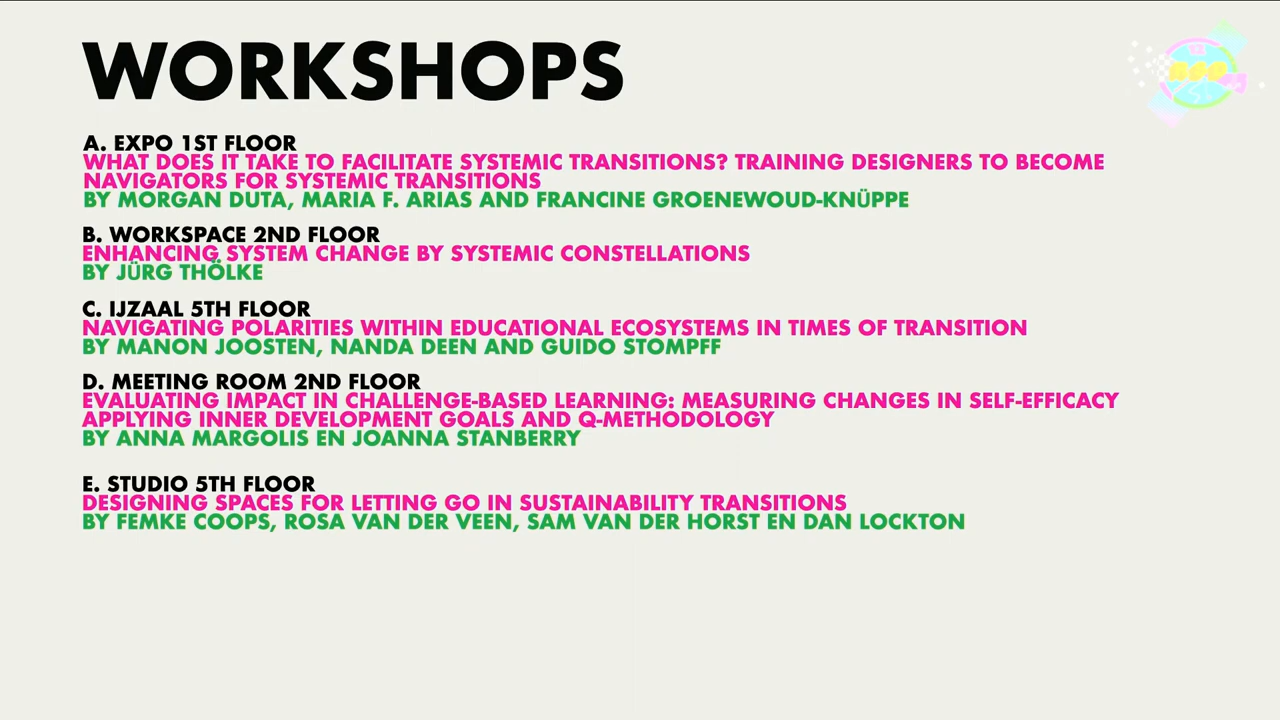 WORKSHOPS
A. EXPO 1ST FLOOR
WHAT DOES IT TAKE TO FACILITATE SYSTEMIC TRANSITIONS? TRAINING DESIGNERS TO BECOME
NAVIGATORS FOR SYSTEMIC TRANSITIONS
BY MORGAN DUTA, MARIA F. ARIAS AND FRANCINE GROENEWOUD-KNÜPPE
B. WORKSPACE 2ND FLOOR
ENHANCING SYSTEM CHANGE BY SYSTEMIC CONSTELLATIONS
BY JÜRG THÖLKE
C. IJZAAL 5TH FLOOR
NAVIGATING POLARITIES WITHIN EDUCATIONAL ECOSYSTEMS IN TIMES OF TRANSITION
BY MANON JOOSTEN, NANDA DEEN AND GUIDO STOMPFF
D. MEETING ROOM 2ND FLOOR
EVALUATING IMPACT IN CHALLENGE-BASED LEARNING: MEASURING CHANGES IN SELF-EFFICACY
APPLYING INNER DEVELOPMENT GOALS AND Q-METHODOLOGY
BY ANNA MARGOLIS EN JOANNA STANBERRY
E. STUDIO 5TH FLOOR
DESIGNING SPACES FOR LETTING GO IN SUSTAINABILITY TRANSITIONS
BY FEMKE COOPS, ROSA VAN DER VEEN, SAM VAN DER HORST EN DAN LOCKTON